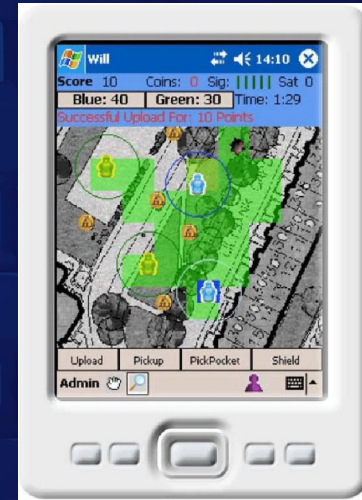 Will 14:10
Score 10 Coins: 0 Sig: Sat 0
Blue: 40 Green: 30 Time: 1:29
Successful Upload For: 10 Points
Upload Pickup PickPocket Shield
Admin